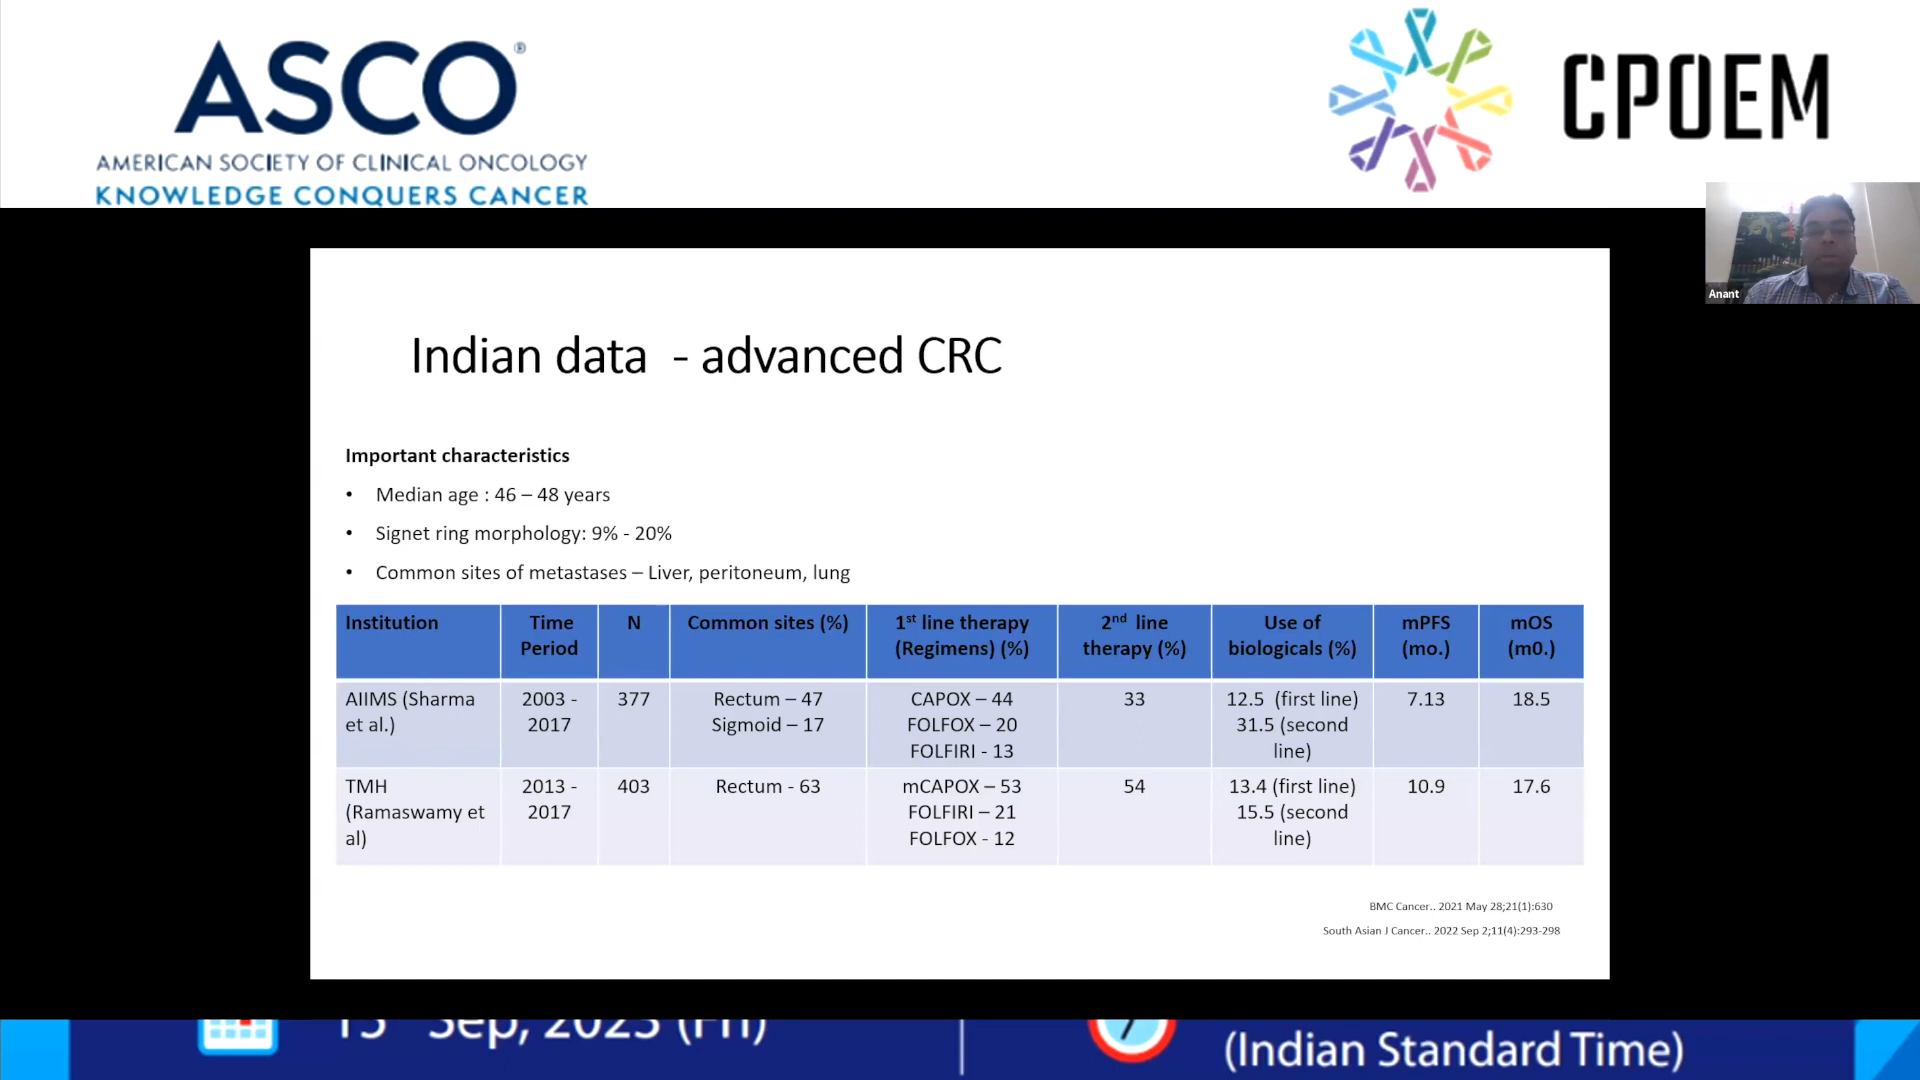 ASCO®
AMERICAN SOCIETY OF CLINICAL ONCOLOGY
KNOWLEDGE CONQUERS CANCER
CPOEM
Anant
Indian data - advanced CRC
Important characteristics
• Median age : 46 – 48 years
• Signet ring morphology: 9% - 20%
• Common sites of metastases – Liver, peritoneum, lung
Institution
Time
Period
N
Common sites (%)
1st line therapy
(Regimens) (%)
2nd line
therapy (%)
Use of
biologicals (%)
mPFS
(mo.)
mOS
(m0.)
AIIMS (Sharma
et al.)
2003 -
2017
377
Rectum – 47
Sigmoid – 17
CAPOX – 44
FOLFOX – 20
FOLFIRI - 13
33
12.5 (first line)
31.5 (second
line)
7.13
18.5
TMH
(Ramaswamy et
al)
2013 -
2017
403
Rectum - 63
mCAPOX – 53
FOLFIRI – 21
FOLFOX - 12
54
13.4 (first line)
15.5 (second
line)
10.9
17.6
BMC Cancer.. 2021 May 28;21(1):630
South Asian J Cancer.. 2022 Sep 2;11(4):293-298
Sep, 2023 (Fri)
(Indian Standard Time)